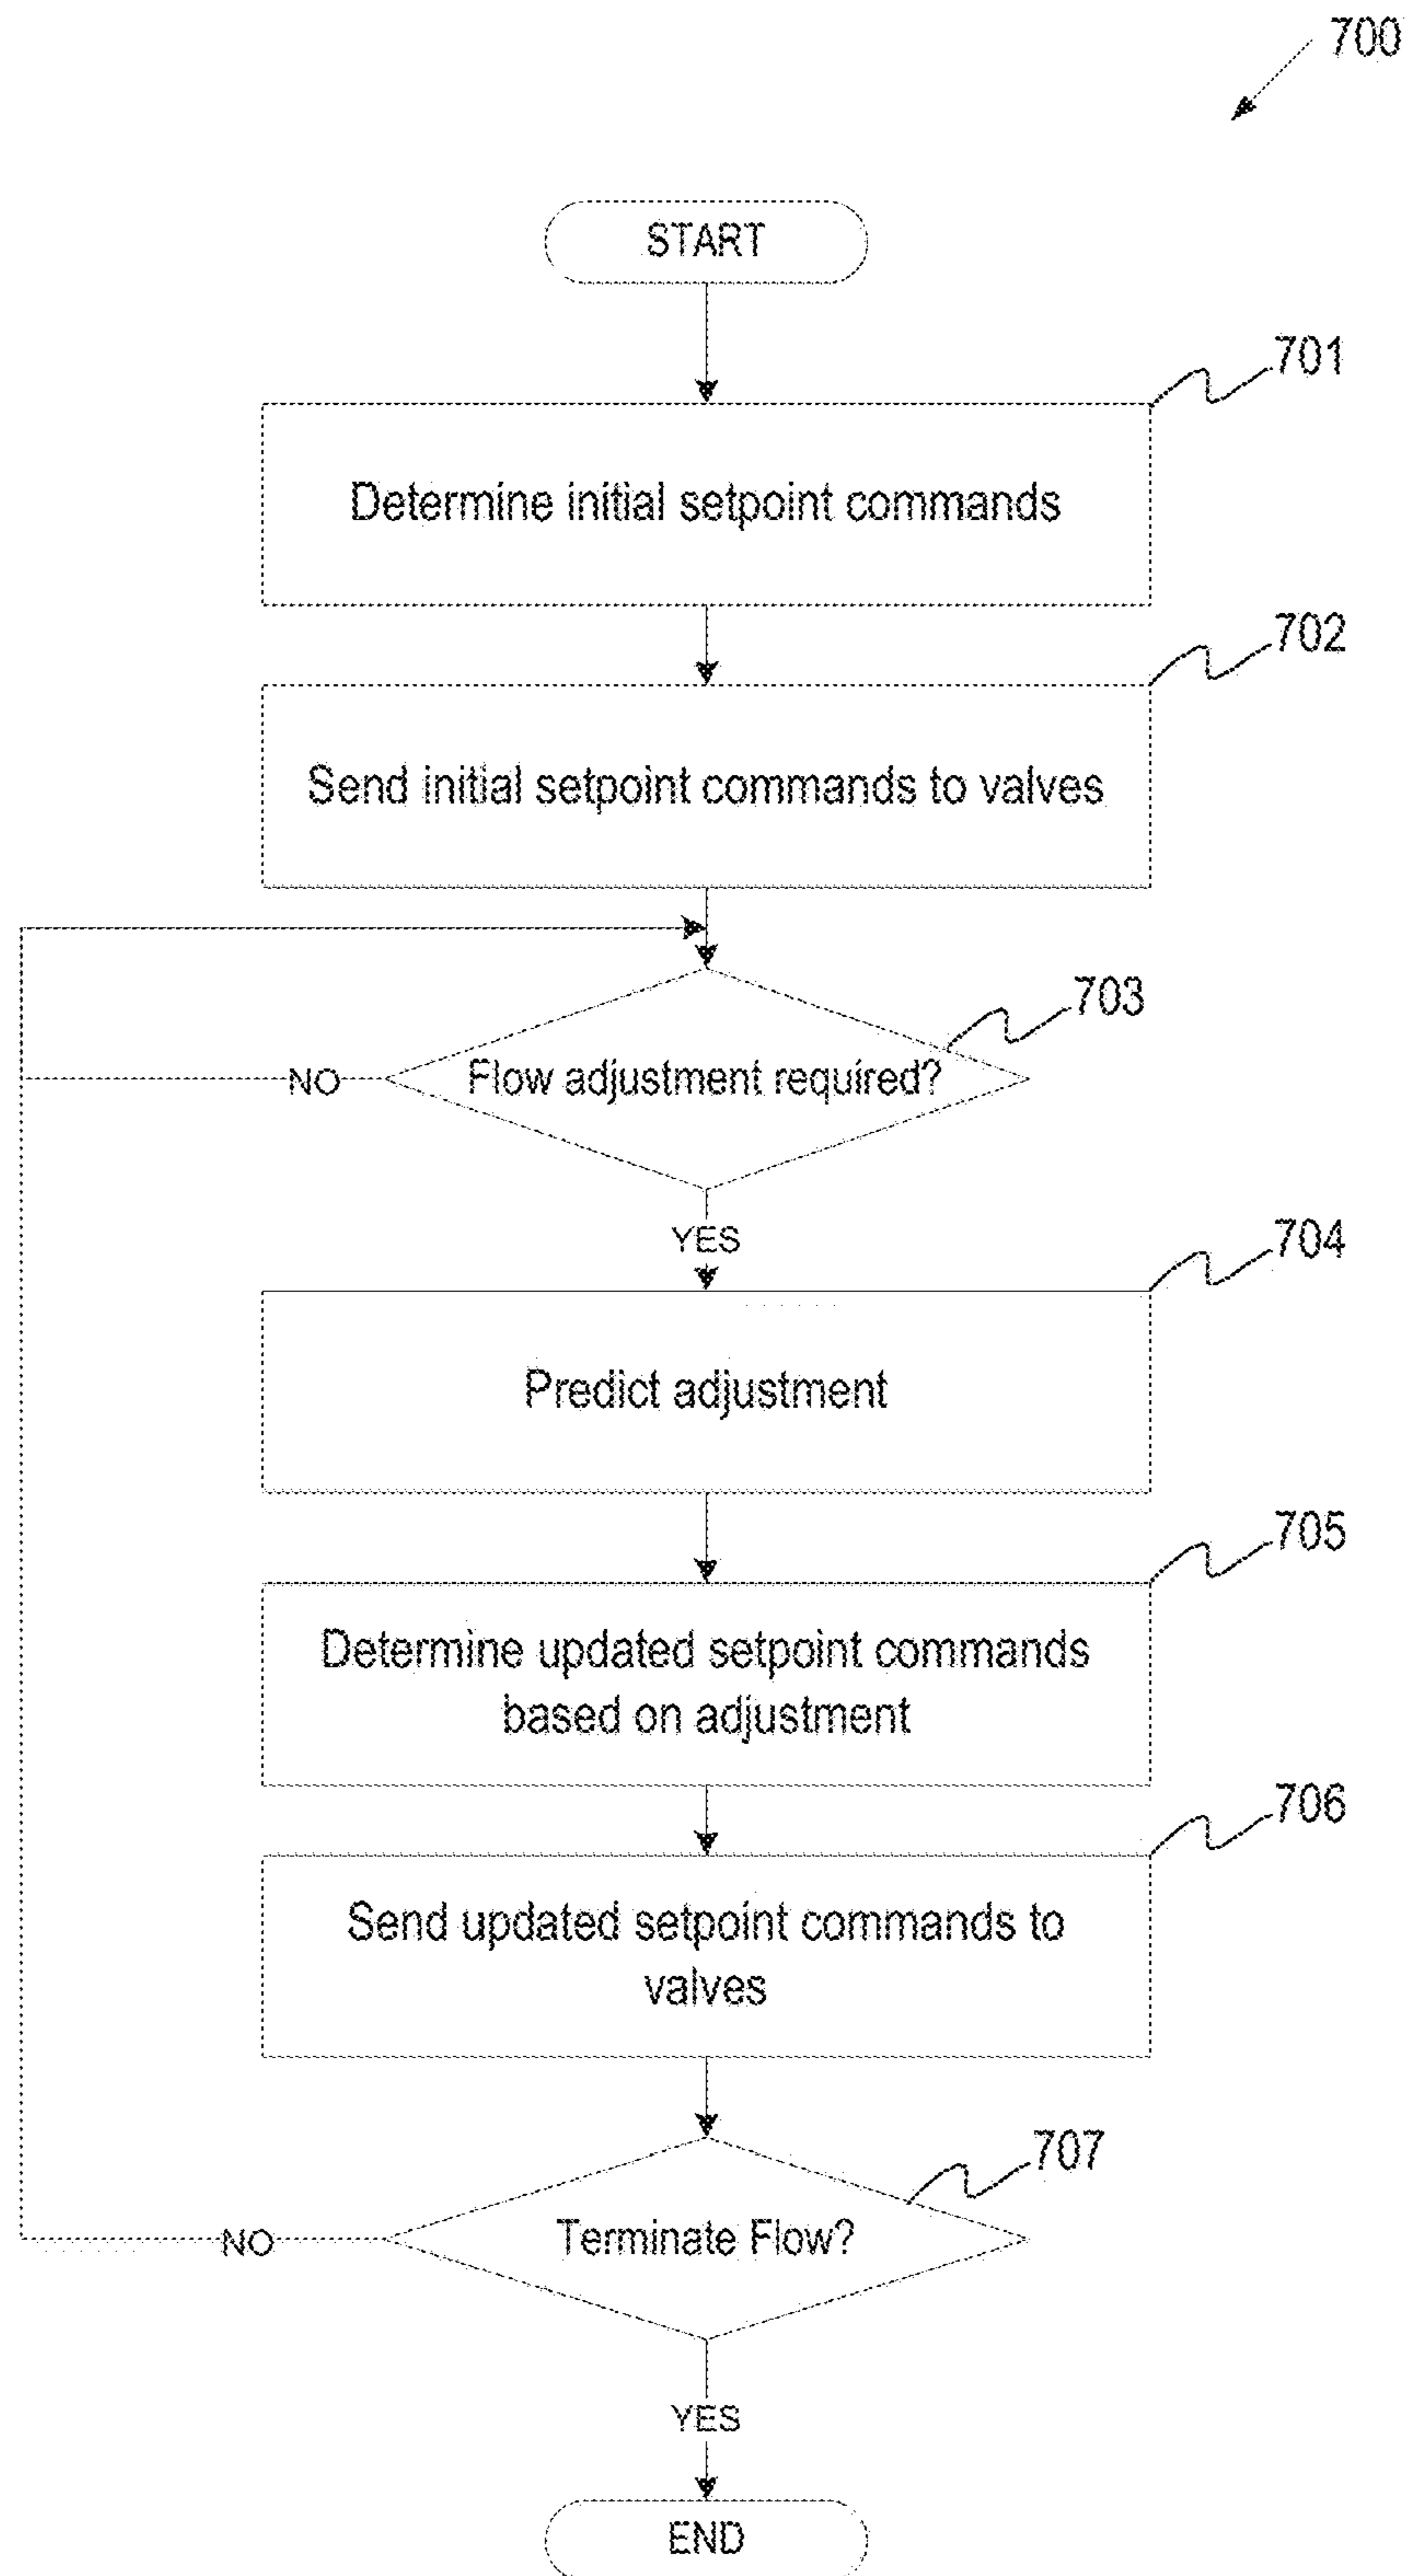 700
START
701
Determine initial setpoint commands
702
Send initial setpoint commands to valves
703
Flow adjustment required?
NO
YES
704
Predict adjustment
705
Determine updated setpoint commands
based on adjustment
706
Send updated setpoint commands to
valves
707
Terminate Flow?
NO
YES
END